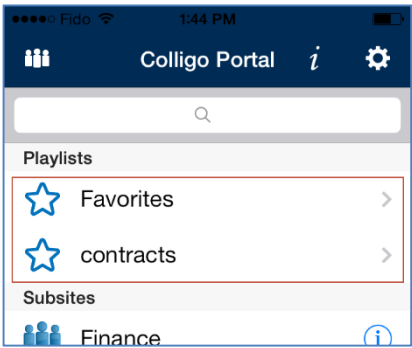 Fido 1:44 PM
Colligo Portal i
Playlists
Favorites
contracts
Subsites
Finance i